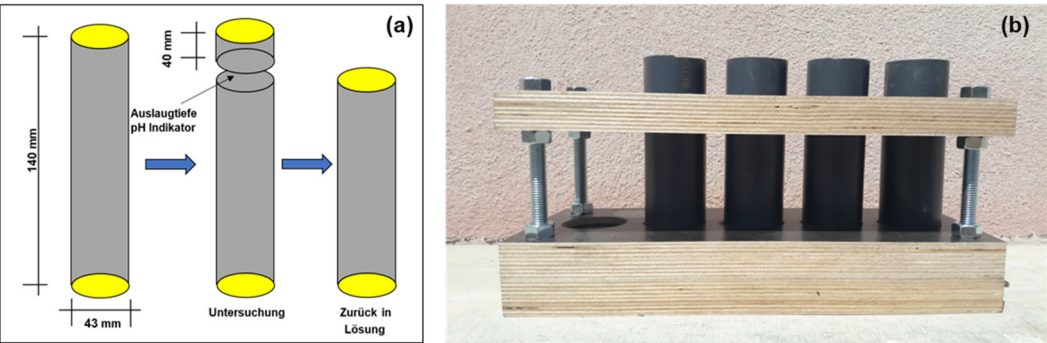 (a)
140 mm
43 mm
40 mm
Auslaugtiefe
pH Indikator
Untersuchung
Zurück in
Lösung
(b)